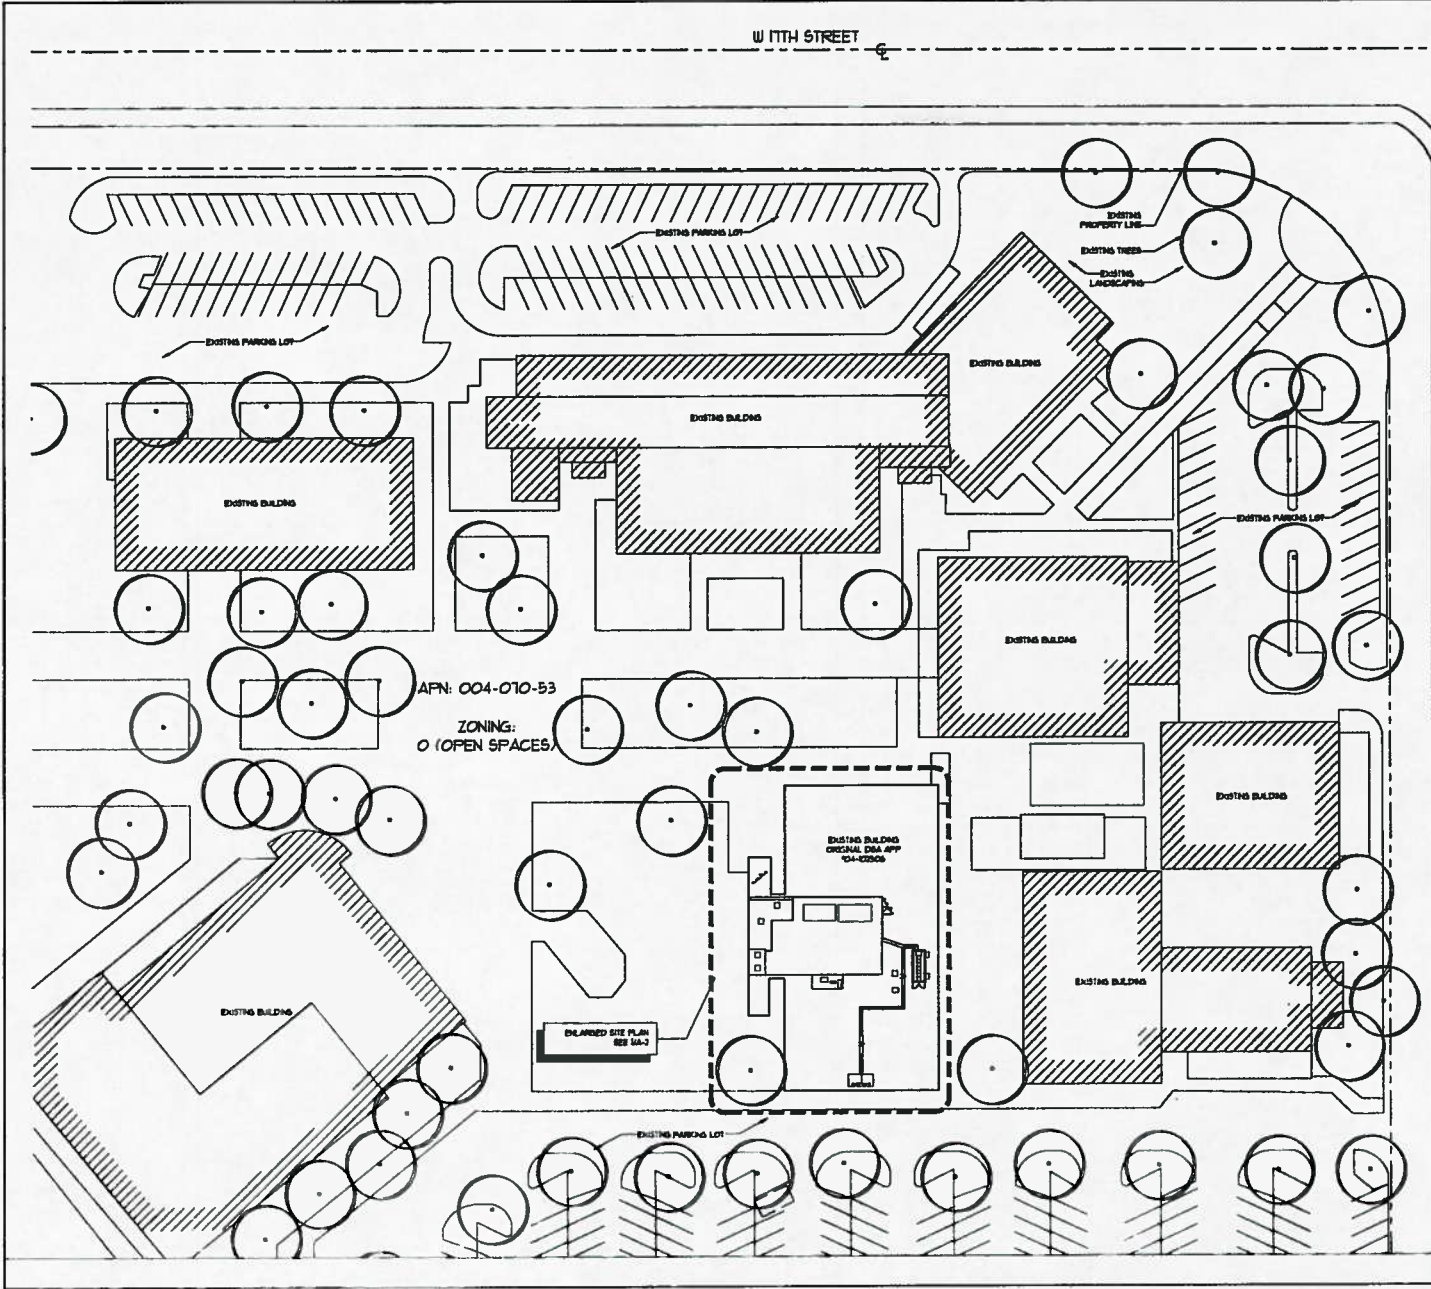 W 17TH STREET
EXISTING
PROPERTY LINE
EXISTING PARKING LOT
EXISTING TREES
EXISTING
LANDSCAPING
EXISTING PARKING LOT
EXISTING BUILDING
EXISTING BUILDING
EXISTING BUILDING
EXISTING PARKING LOT
EXISTING BUILDING
APN: 004-070-53
ZONING:
O (OPEN SPACES)
EXISTING BUILDING
EXISTING BUILDING
ORIGINAL DSA APP
EXISTING BUILDING
EXISTING BUILDING
ENLARGED SITE PLAN
EXISTING PARKING LOT